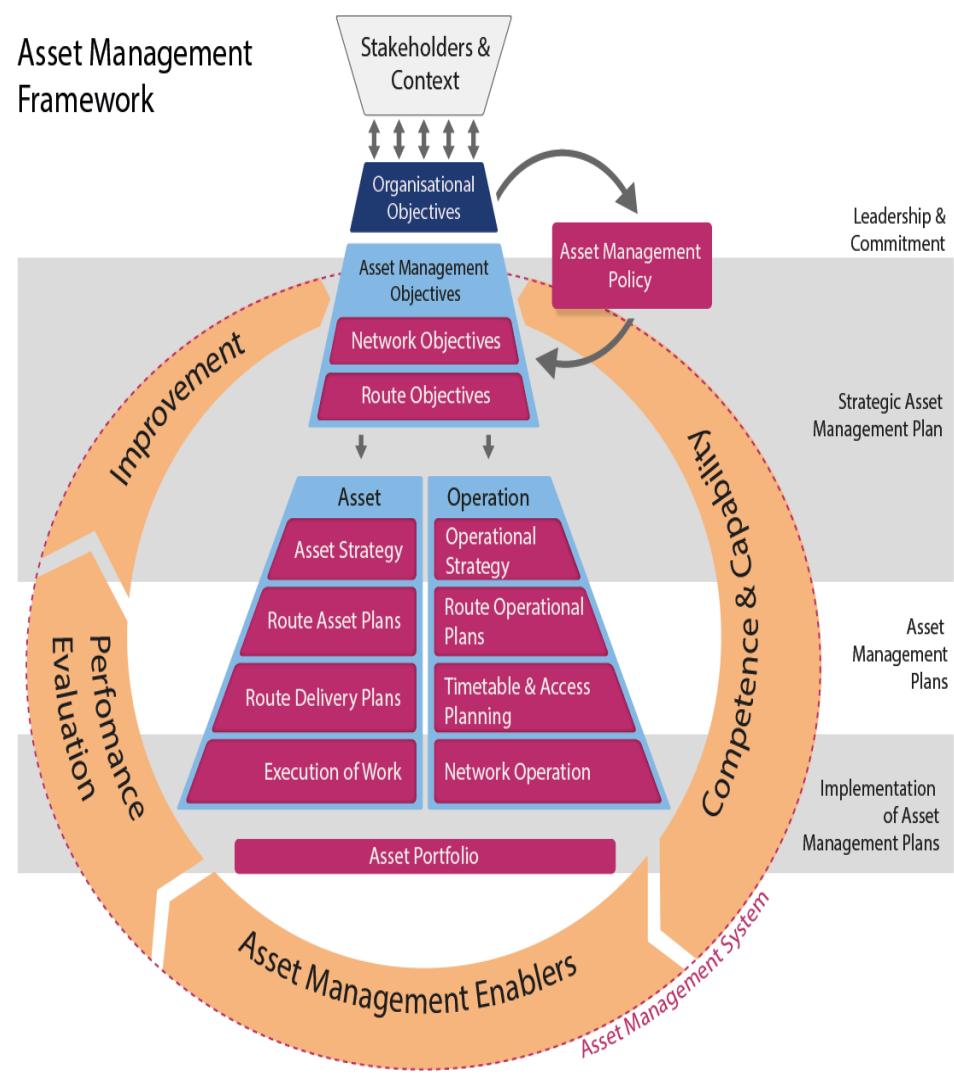 Asset Management
Framework
Stakeholders &
Context
Organisational
Objectives
Leadership &
Commitment
Asset Management
Policy
Asset Management
Objectives
Network Objectives
Route Objectives
Strategic Asset
Management Plan
Improvement
Competence & Capability
Asset
Operation
Asset Strategy
Operational
Strategy
Route Asset Plans
Route Operational
Plans
Asset
Management
Plans
Perfomance
Evaluation
Route Delivery Plans
Timetable & Access
Planning
Execution of Work
Network Operation
Implementation
of Asset
Management Plans
Asset Portfolio
Asset Management Enablers
Asset Management System